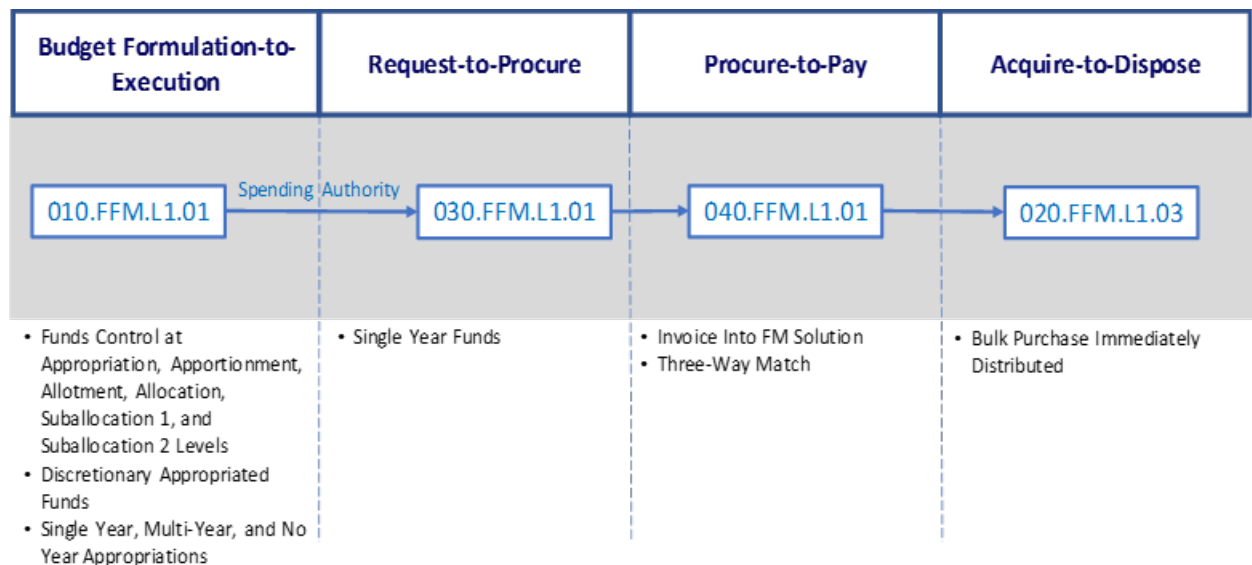 Budget Formulation-to-
Execution
Request-to-Procure
Procure-to-Pay
Acquire-to-Dispose
010.FFM.L1.01
Spending Authority
030.FFM.L1.01
040.FFM.L1.01
020.FFM.L1.03
• Funds Control at
Appropriation, Apportionment,
Allotment, Allocation,
Suballocation 1, and
Suballocation 2 Levels
• Discretionary Appropriated
Funds
• Single Year, Multi-Year, and No
Year Appropriations
• Single Year Funds
• Invoice Into FM Solution
• Three-Way Match
• Bulk Purchase Immediately
Distributed